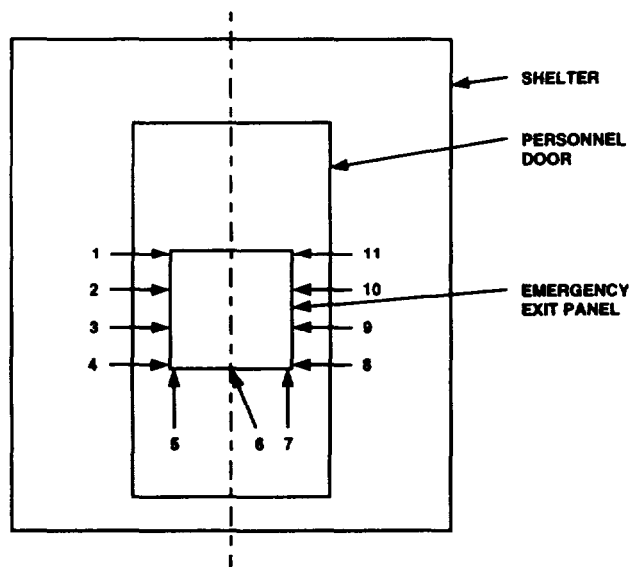 SHELTER
PERSONNEL
DOOR
1 11
2 10
EMERGENCY
EXIT PANEL
3 9
4 8
5 6 7